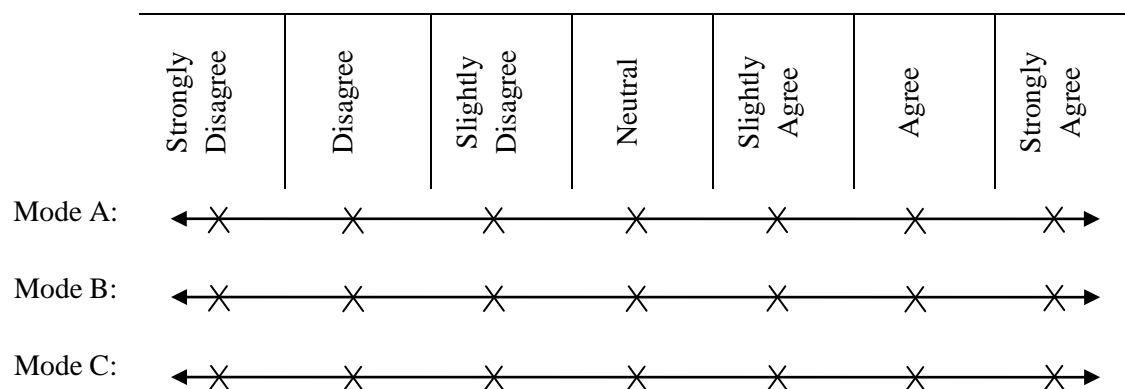 Strongly
Disagree
Disagree
Slightly
Disagree
Neutral
Slightly
Agree
Agree
Strongly
Agree
Mode A:
Mode B:
Mode C: